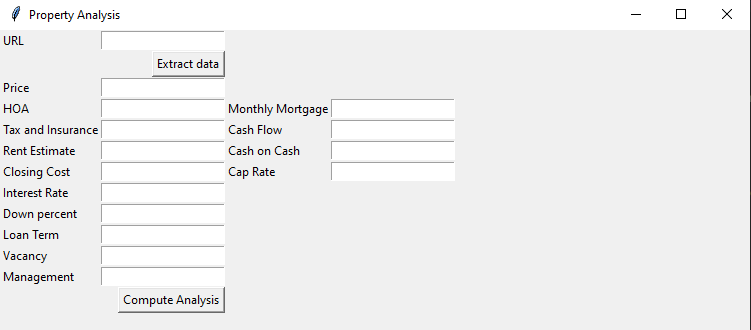 Property Analysis
URL
Extract data
Price
HOA Monthly Mortgage
Tax and Insurance Cash Flow
Rent Estimate Cash on Cash
Closing Cost Cap Rate
Interest Rate
Down percent
Loan Term
Vacancy
Management
Compute Analysis